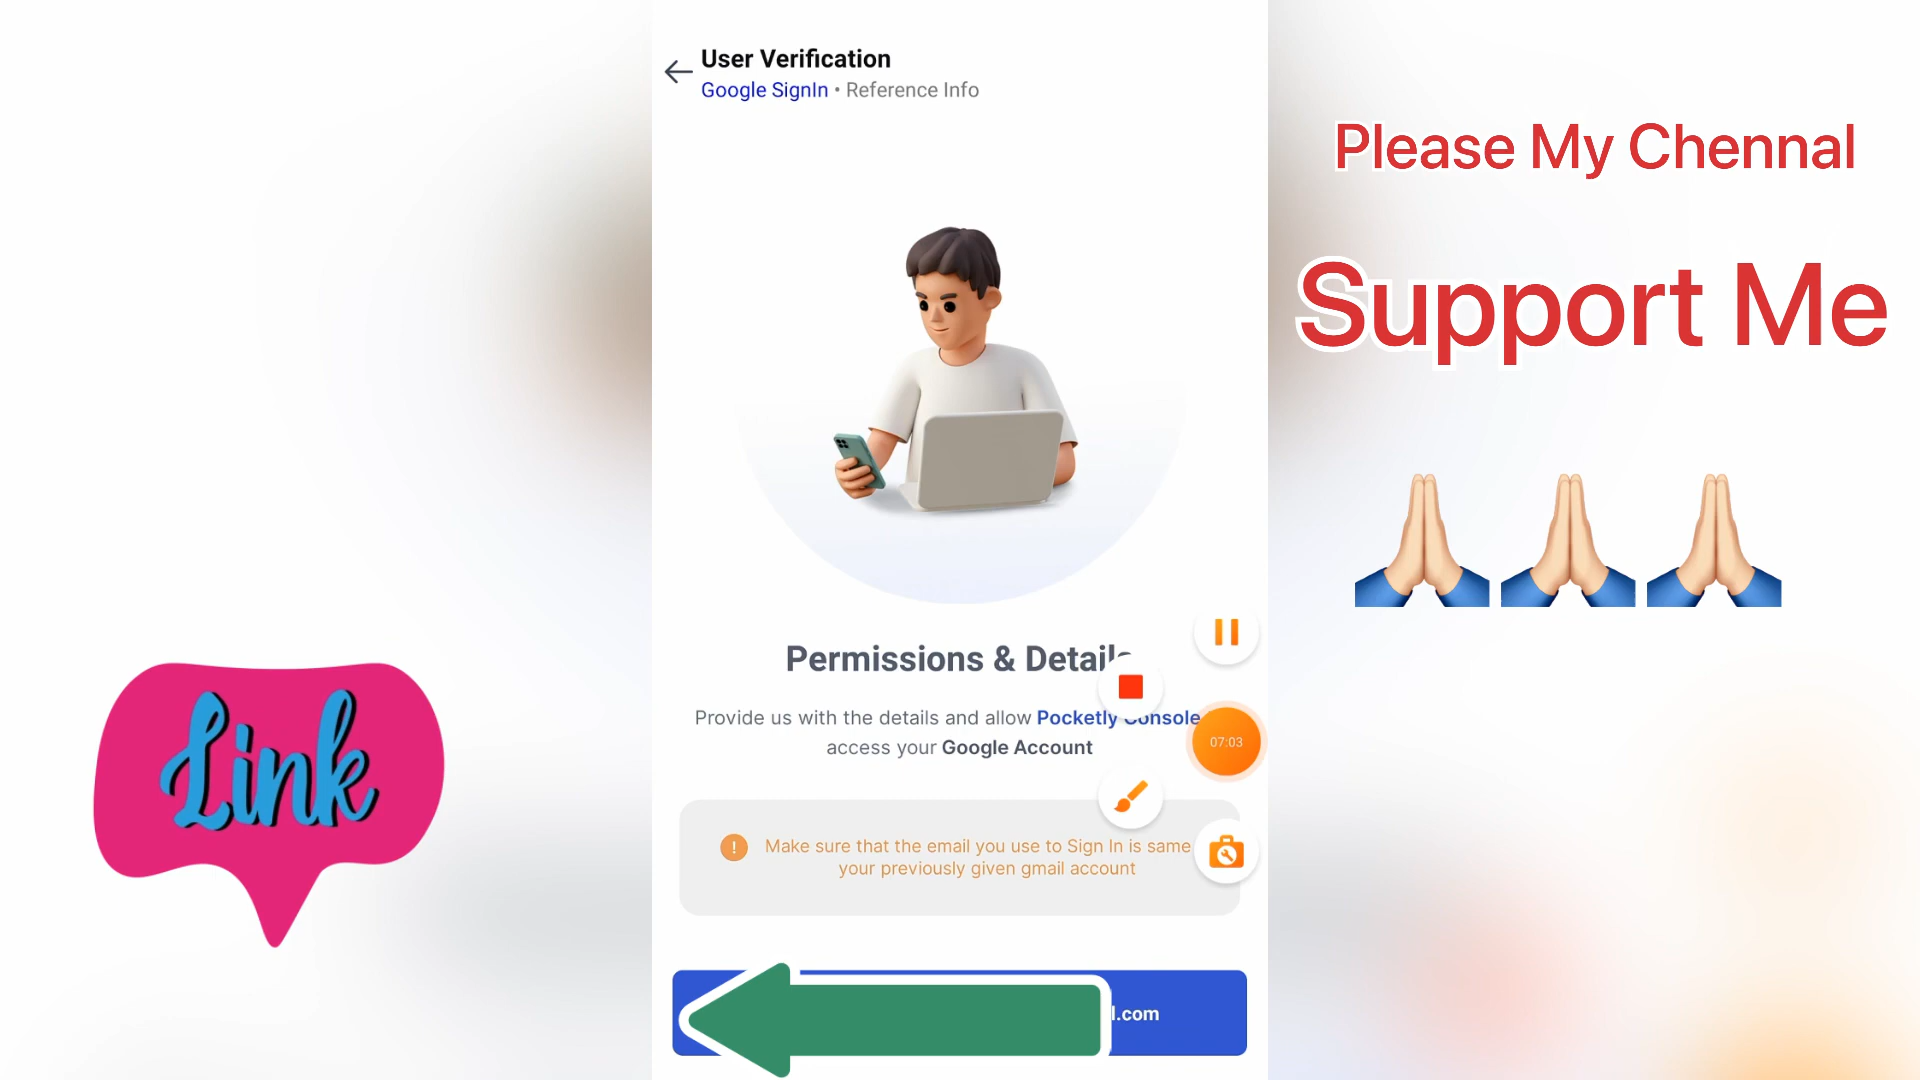 User Verification
Google SignIn • Reference Info
Please My Chennal
Support Me
Permissions & Details
Provide us with the details and allow Pocketly Console
access your Google Account
07:03
Make sure that the email you use to Sign In is same
your previously given gmail account
Link
l.com